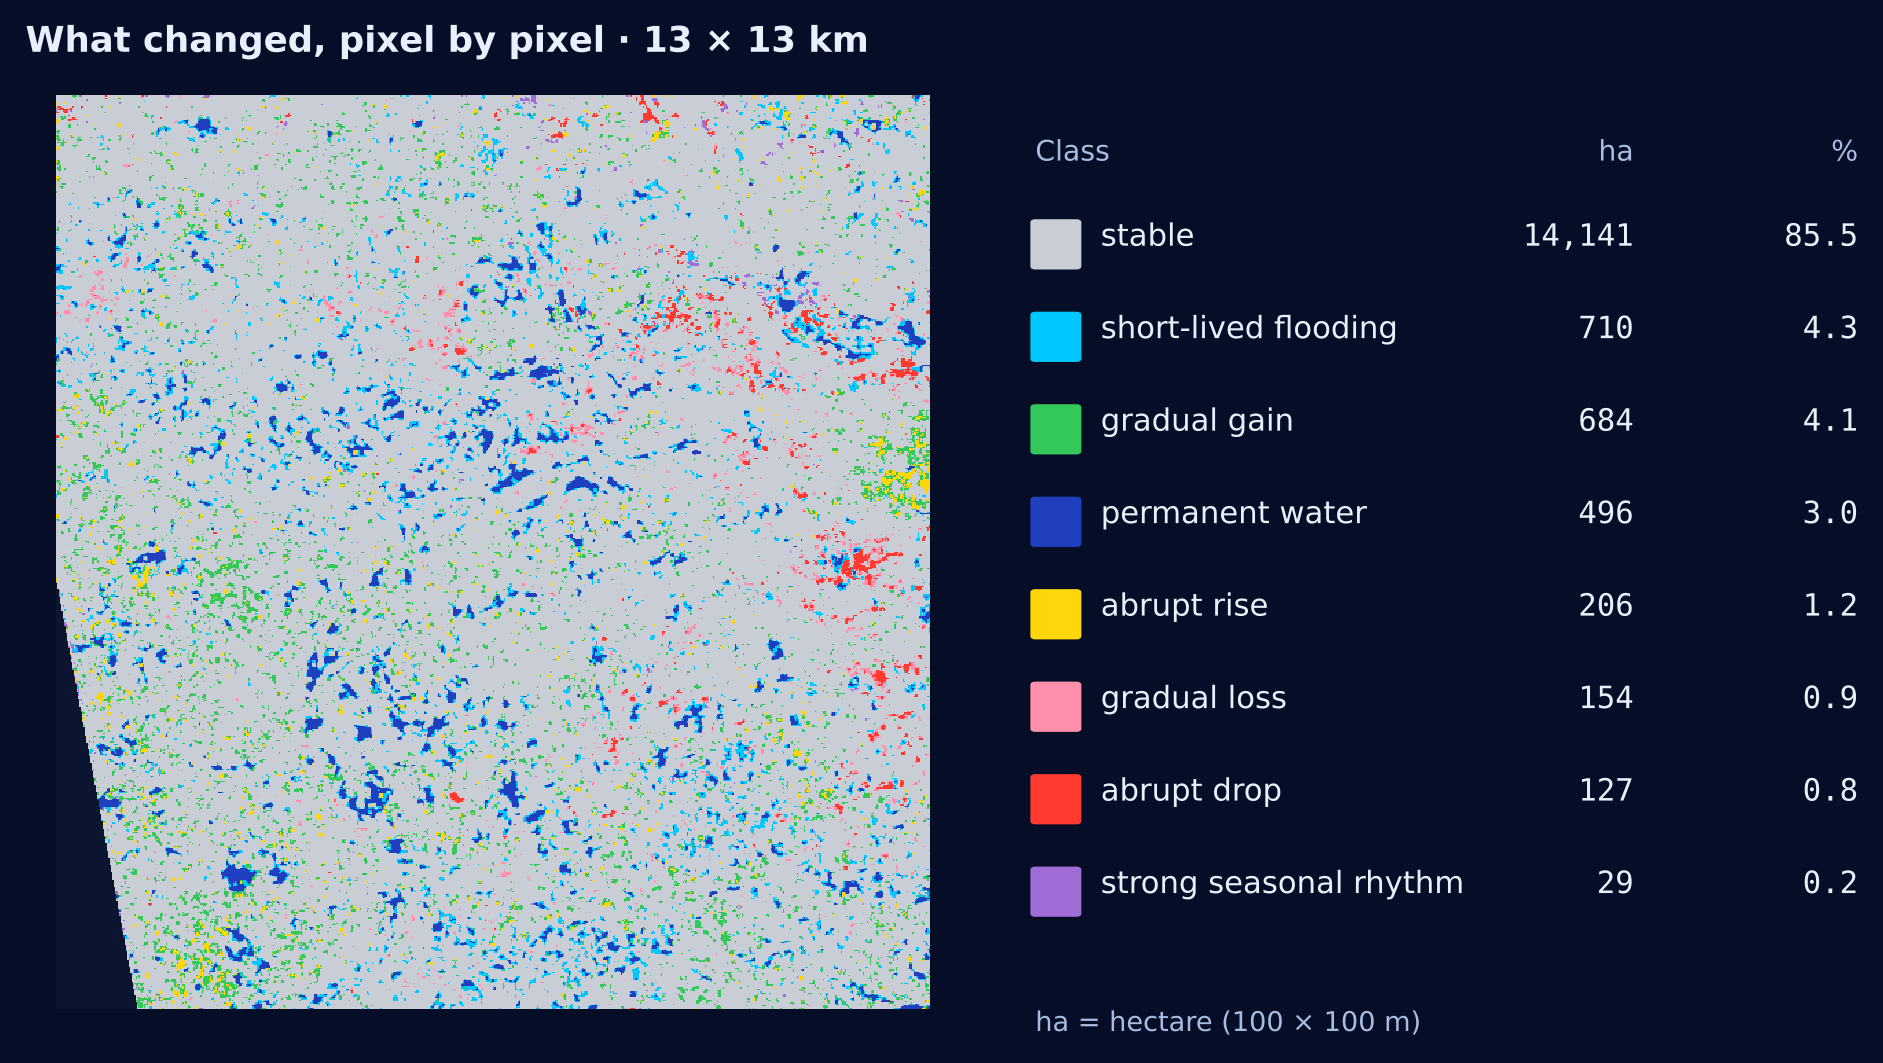 What changed, pixel by pixel · 13 × 13 km
Class ha %
stable 14,141 85.5
short-lived flooding 710 4.3
gradual gain 684 4.1
permanent water 496 3.0
abrupt rise 206 1.2
gradual loss 154 0.9
abrupt drop 127 0.8
strong seasonal rhythm 29 0.2
ha = hectare (100 × 100 m)